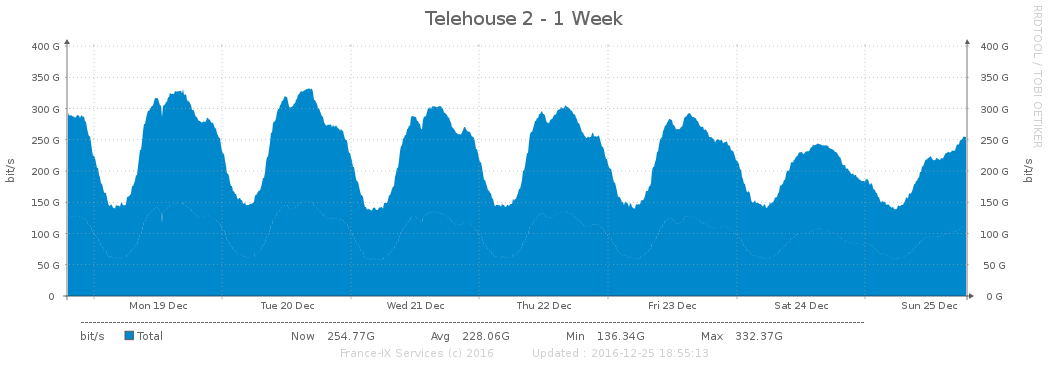 Telehouse 2 - 1 Week
RRDTOOL / TOBI OETIKER
400 G 400 G
350 G 350 G
300 G 300 G
250 G 250 G
200 G 200 G
150 G 150 G
100 G 100 G
50 G 50 G
0 0 G
bit/s bit/s
Mon 19 Dec Tue 20 Dec Wed 21 Dec Thu 22 Dec Fri 23 Dec Sat 24 Dec Sun 25 Dec
bit/s Total Now 254.77G Avg 228.06G Min 136.34G Max 332.37G
France-IX Services (c) 2016 Updated : 2016-12-25 18:55:13